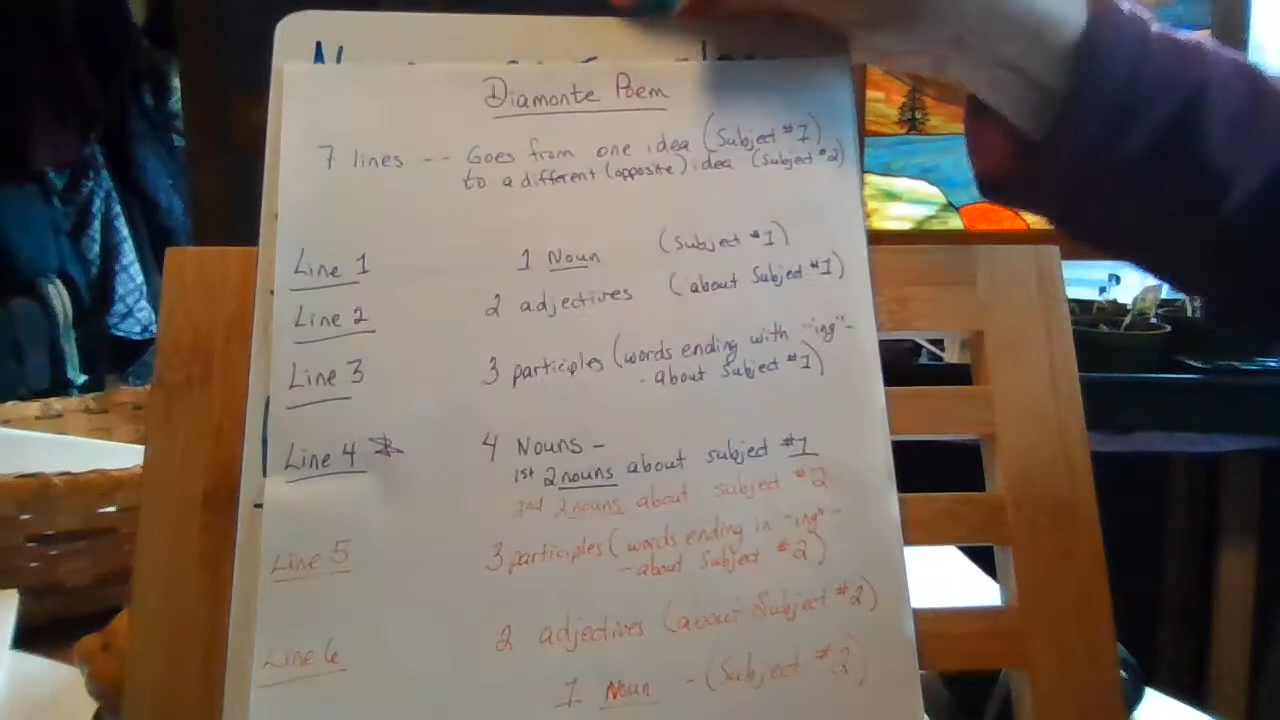 Diamonte Poem
7 lines -- Goes from one idea (Subject #1)
to a different (opposite) idea (Subject #2)
Line 1 1 Noun (Subject #1)
Line 2 2 adjectives (about Subject #1)
Line 3 3 participles (words ending with "ing" -
- about Subject #1)
Line 4 * 4 Nouns -
1st 2 nouns about subject #1
2nd 2 nouns about subject #2
Line 5 3 participles (words ending in "ing" -
- about Subject #2)
Line 6 2 adjectives (about Subject #2)
1 Noun - (Subject #2)